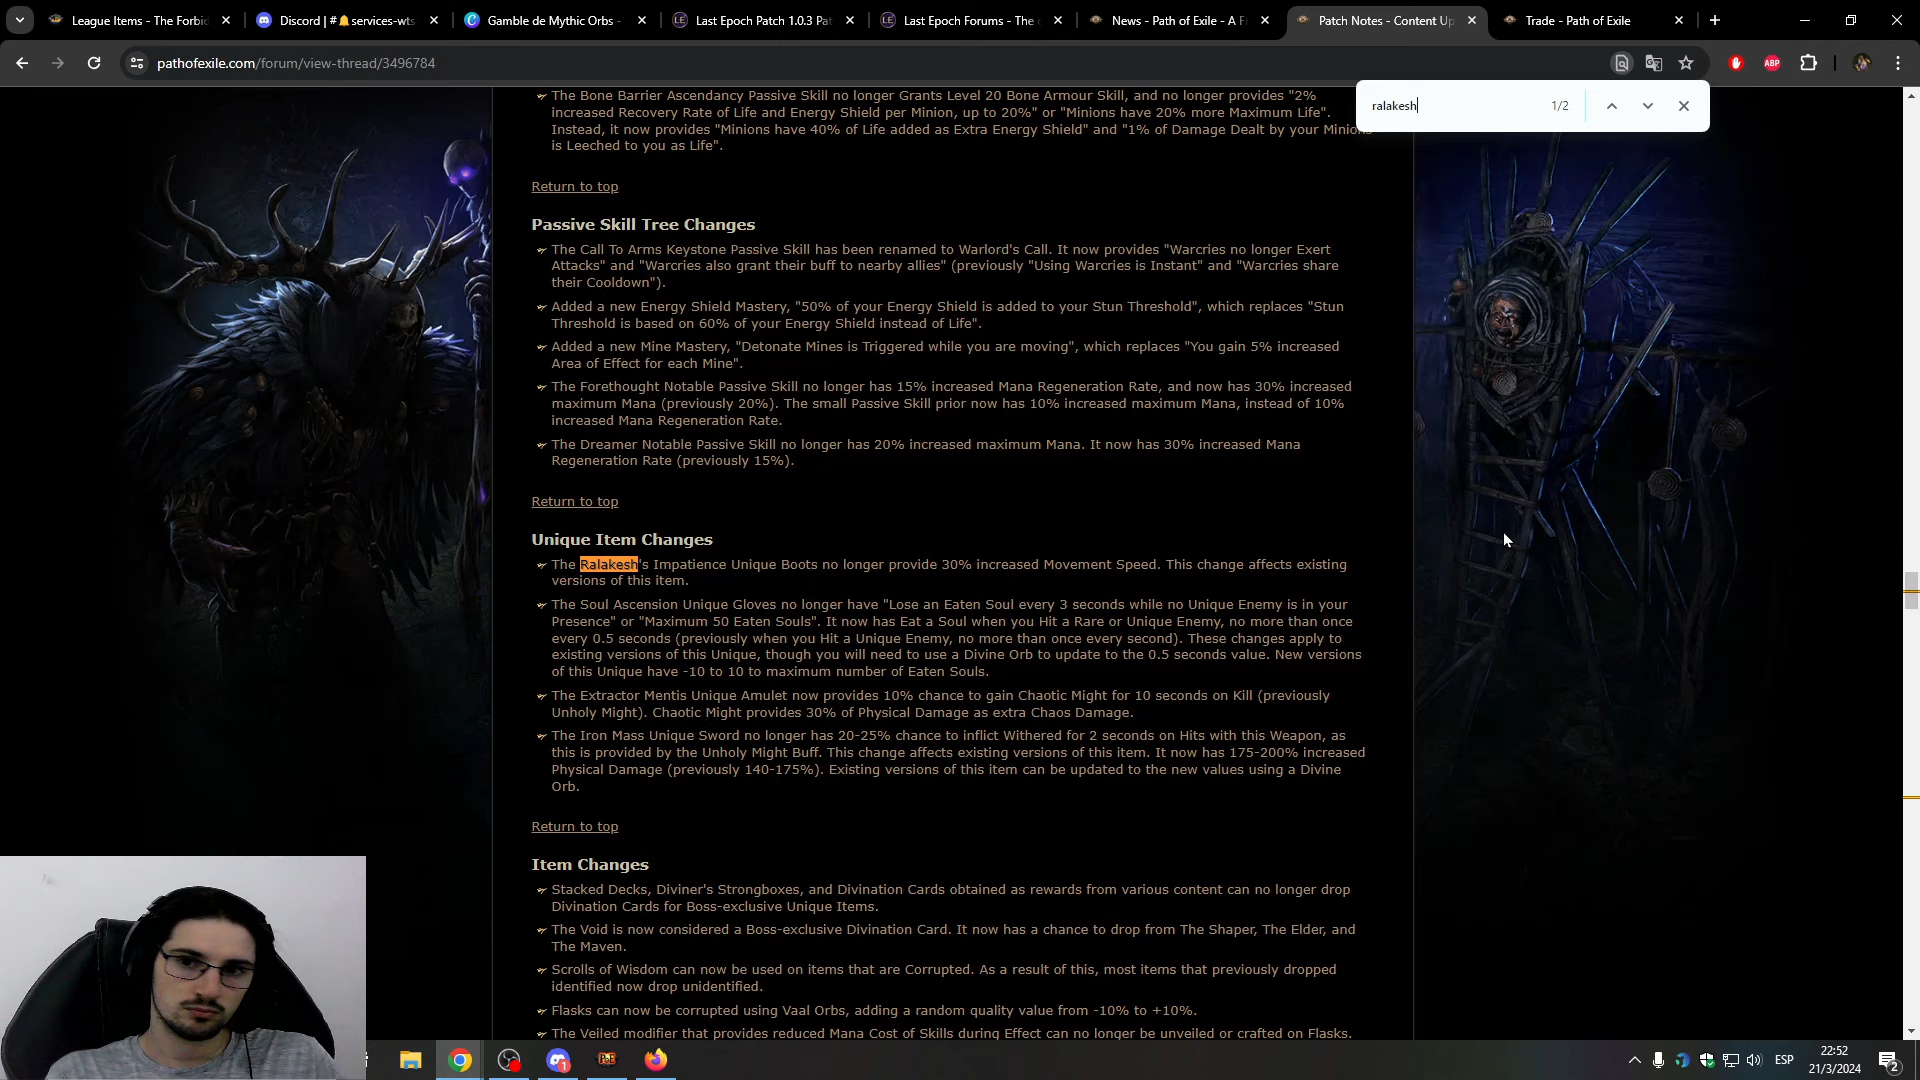 League Items - The Forbid
Discord | #🔔services-wts
Gamble de Mythic Orbs -
Last Epoch Patch 1.0.3 Pat
Last Epoch Forums - The
News - Path of Exile - A F
Patch Notes - Content Up
Trade - Path of Exile
pathofexile.com/forum/view-thread/3496784
ABP
ralakesh
1/2
The Bone Barrier Ascendancy Passive Skill no longer Grants Level 20 Bone Armour Skill, and no longer provides "2%
increased Recovery Rate of Life and Energy Shield per Minion, up to 20%" or "Minions have 20% more Maximum Life".
Instead, it now provides "Minions have 40% of Life added as Extra Energy Shield" and "1% of Damage Dealt by your Minions
is Leeched to you as Life".
Return to top
Passive Skill Tree Changes
The Call To Arms Keystone Passive Skill has been renamed to Warlord's Call. It now provides "Warcries no longer Exert
Attacks" and "Warcries also grant their buff to nearby allies" (previously "Using Warcries is Instant" and "Warcries share
their Cooldown").
Added a new Energy Shield Mastery, "50% of your Energy Shield is added to your Stun Threshold", which replaces "Stun
Threshold is based on 60% of your Energy Shield instead of Life".
Added a new Mine Mastery, "Detonate Mines is Triggered while you are moving", which replaces "You gain 5% increased
Area of Effect for each Mine".
The Forethought Notable Passive Skill no longer has 15% increased Mana Regeneration Rate, and now has 30% increased
maximum Mana (previously 20%). The small Passive Skill prior now has 10% increased maximum Mana, instead of 10%
increased Mana Regeneration Rate.
The Dreamer Notable Passive Skill no longer has 20% increased maximum Mana. It now has 30% increased Mana
Regeneration Rate (previously 15%).
Return to top
Unique Item Changes
The Ralakesh's Impatience Unique Boots no longer provide 30% increased Movement Speed. This change affects existing
versions of this item.
The Soul Ascension Unique Gloves no longer have "Lose an Eaten Soul every 3 seconds while no Unique Enemy is in your
Presence" or "Maximum 50 Eaten Souls". It now has Eat a Soul when you Hit a Rare or Unique Enemy, no more than once
every 0.5 seconds (previously when you Hit a Unique Enemy, no more than once every second). These changes apply to
existing versions of this Unique, though you will need to use a Divine Orb to update to the 0.5 seconds value. New versions
of this Unique have -10 to 10 to maximum number of Eaten Souls.
The Extractor Mentis Unique Amulet now provides 10% chance to gain Chaotic Might for 10 seconds on Kill (previously
Unholy Might). Chaotic Might provides 30% of Physical Damage as extra Chaos Damage.
The Iron Mass Unique Sword no longer has 20-25% chance to inflict Withered for 2 seconds on Hits with this Weapon, as
this is provided by the Unholy Might Buff. This change affects existing versions of this item. It now has 175-200% increased
Physical Damage (previously 140-175%). Existing versions of this item can be updated to the new values using a Divine
Orb.
Return to top
Item Changes
Stacked Decks, Diviner's Strongboxes, and Divination Cards obtained as rewards from various content can no longer drop
Divination Cards for Boss-exclusive Unique Items.
The Void is now considered a Boss-exclusive Divination Card. It now has a chance to drop from The Shaper, The Elder, and
The Maven.
Scrolls of Wisdom can now be used on items that are Corrupted. As a result of this, most items that previously dropped
identified now drop unidentified.
Flasks can now be corrupted using Vaal Orbs, adding a random quality value from -10% to +10%.
The Veiled modifier that provides reduced Mana Cost of Skills during Effect can no longer be unveiled or crafted on Flasks.
ESP
22:52
21/3/2024
2